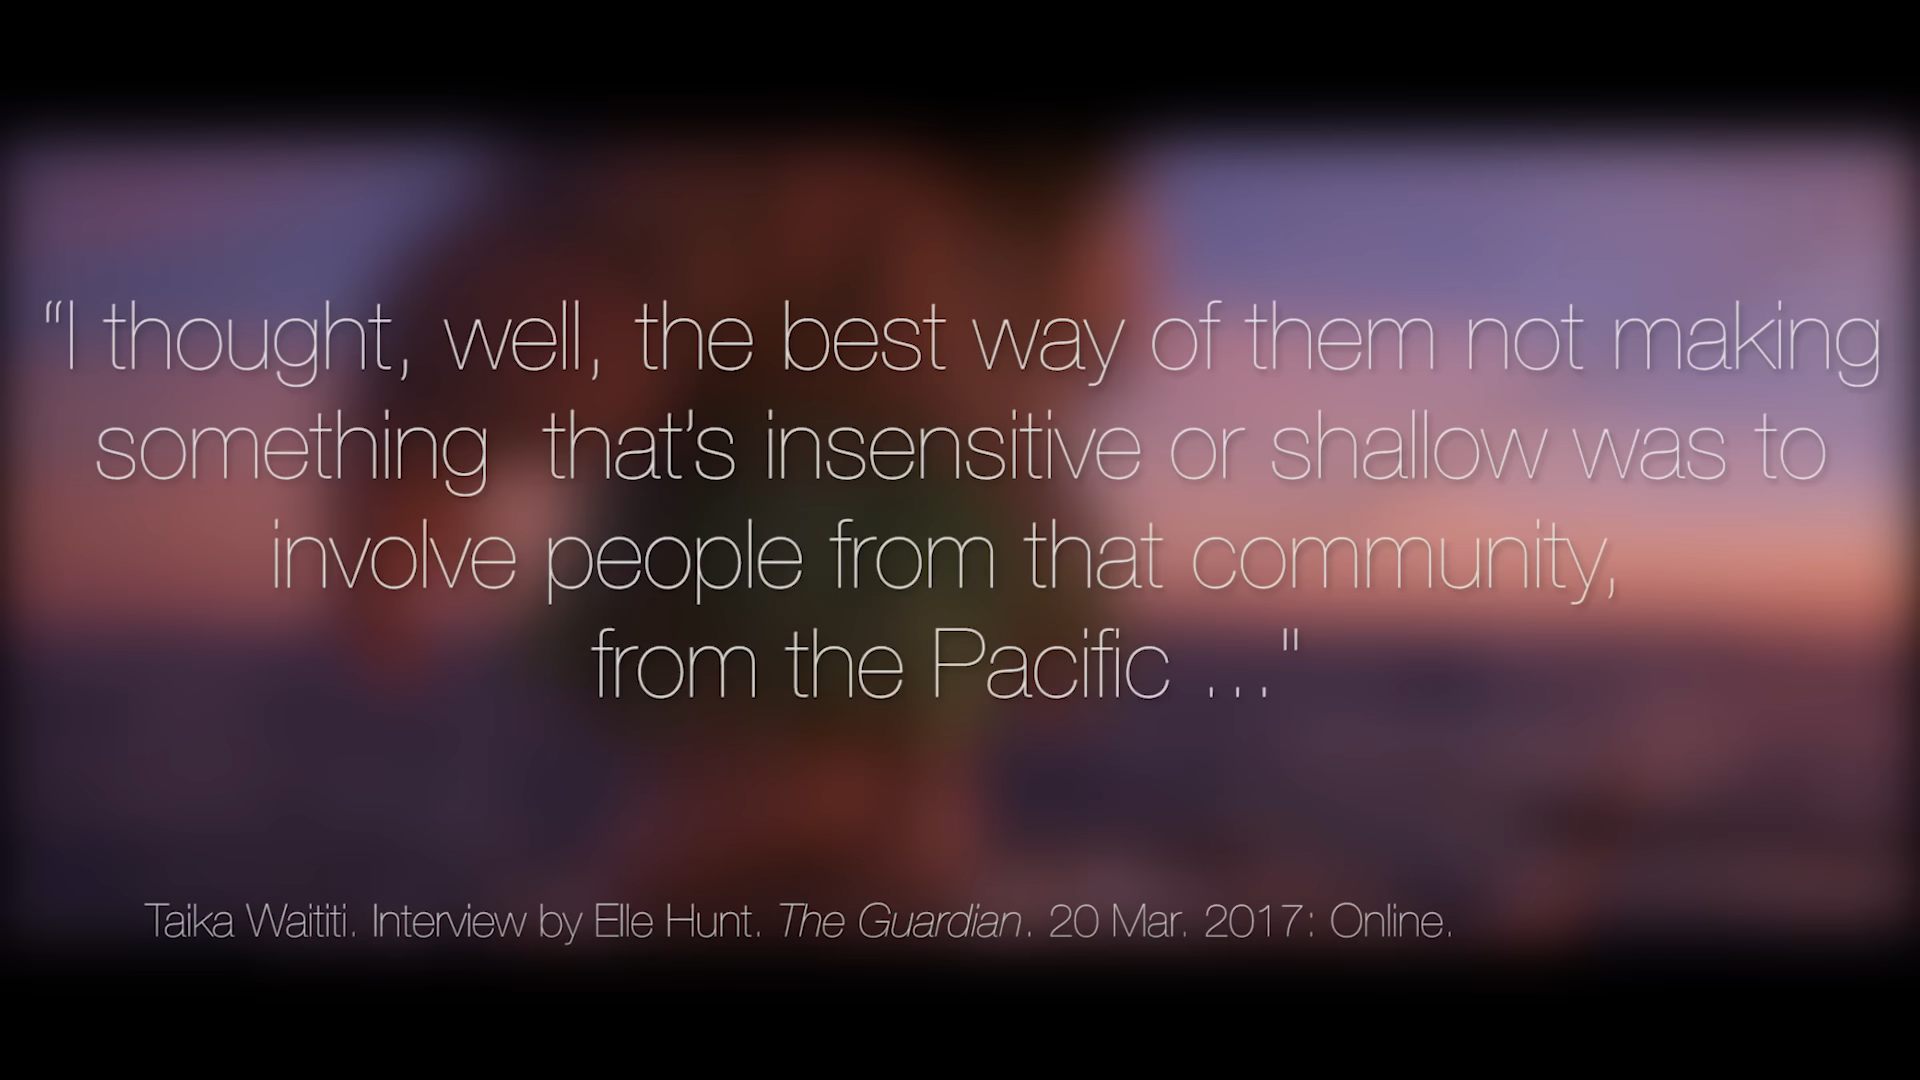 “I thought, well, the best way of them not making
something that’s insensitive or shallow was to
involve people from that community,
from the Pacific ..."
Taika Waititi. Interview by Elle Hunt. The Guardian. 20 Mar. 2017: Online.